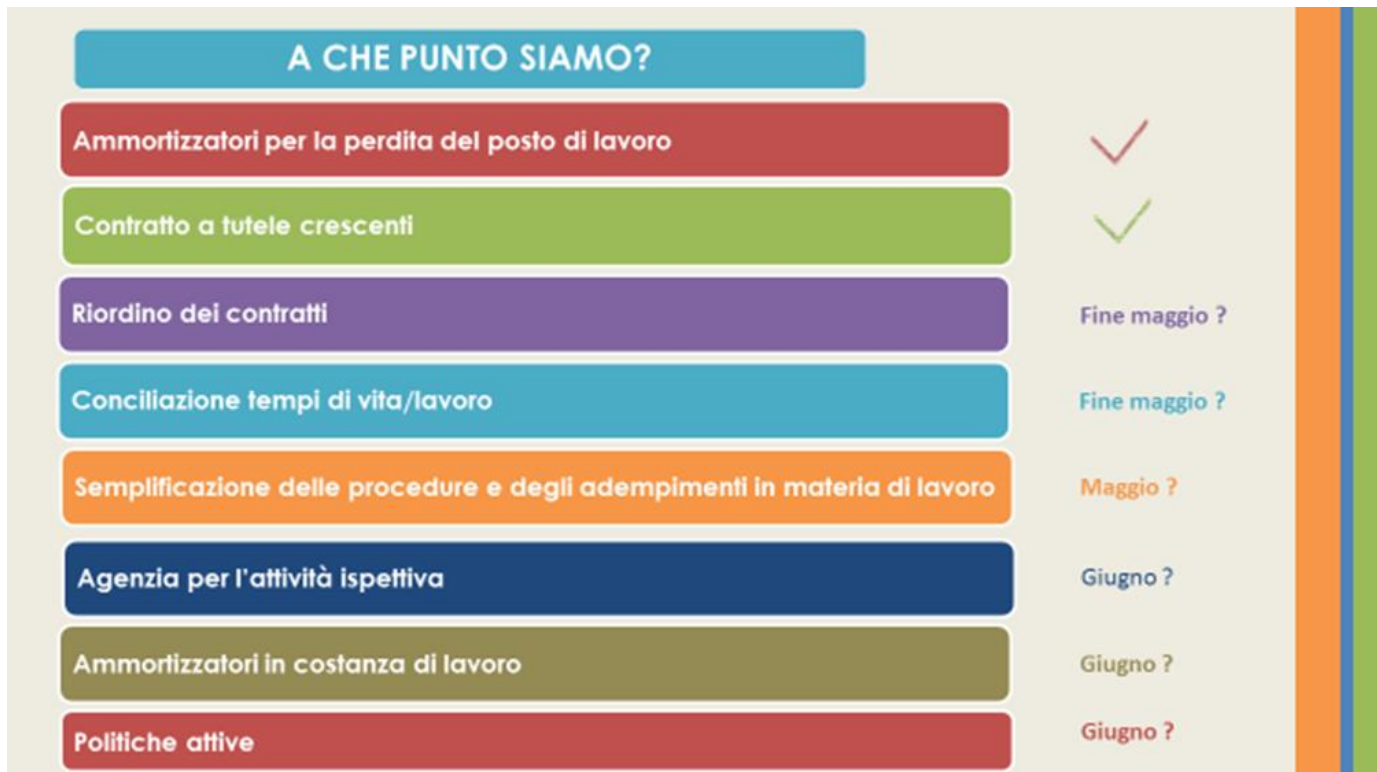 A CHE PUNTO SIAMO?
Ammortizzatori per la perdita del posto di lavoro
Contratto a tutele crescenti
Riordino dei contratti
Fine maggio ?
Conciliazione tempi di vita/lavoro
Fine maggio ?
Semplificazione delle procedure e degli adempimenti in materia di lavoro
Maggio ?
Agenzia per l'attività ispettiva
Giugno ?
Ammortizzatori in costanza di lavoro
Giugno ?
Politiche attive
Giugno ?